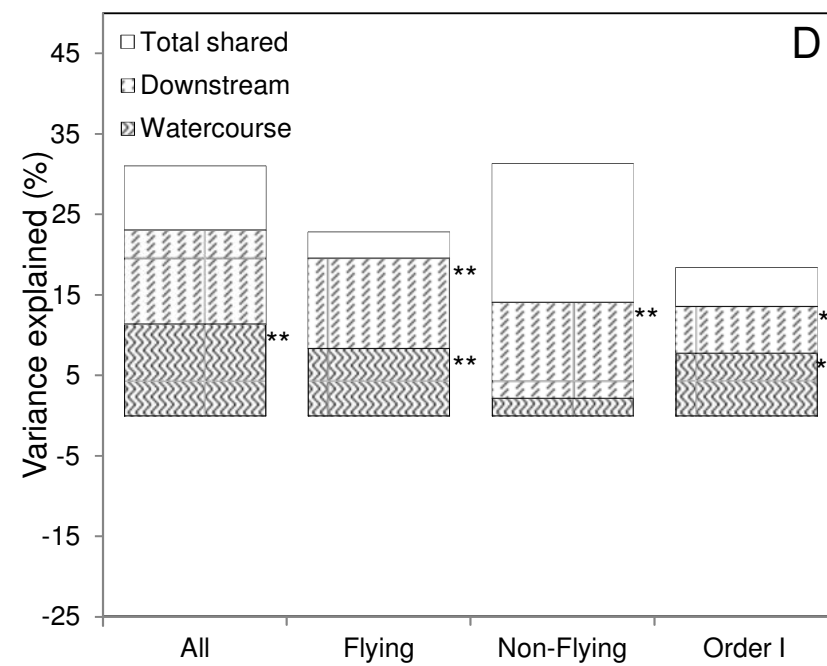 D
Total shared
Downstream
Watercourse
Variance explained (%)
45
35
25
15
5
-5
-15
-25
**
**
**
**
*
*
All Flying Non-Flying Order I